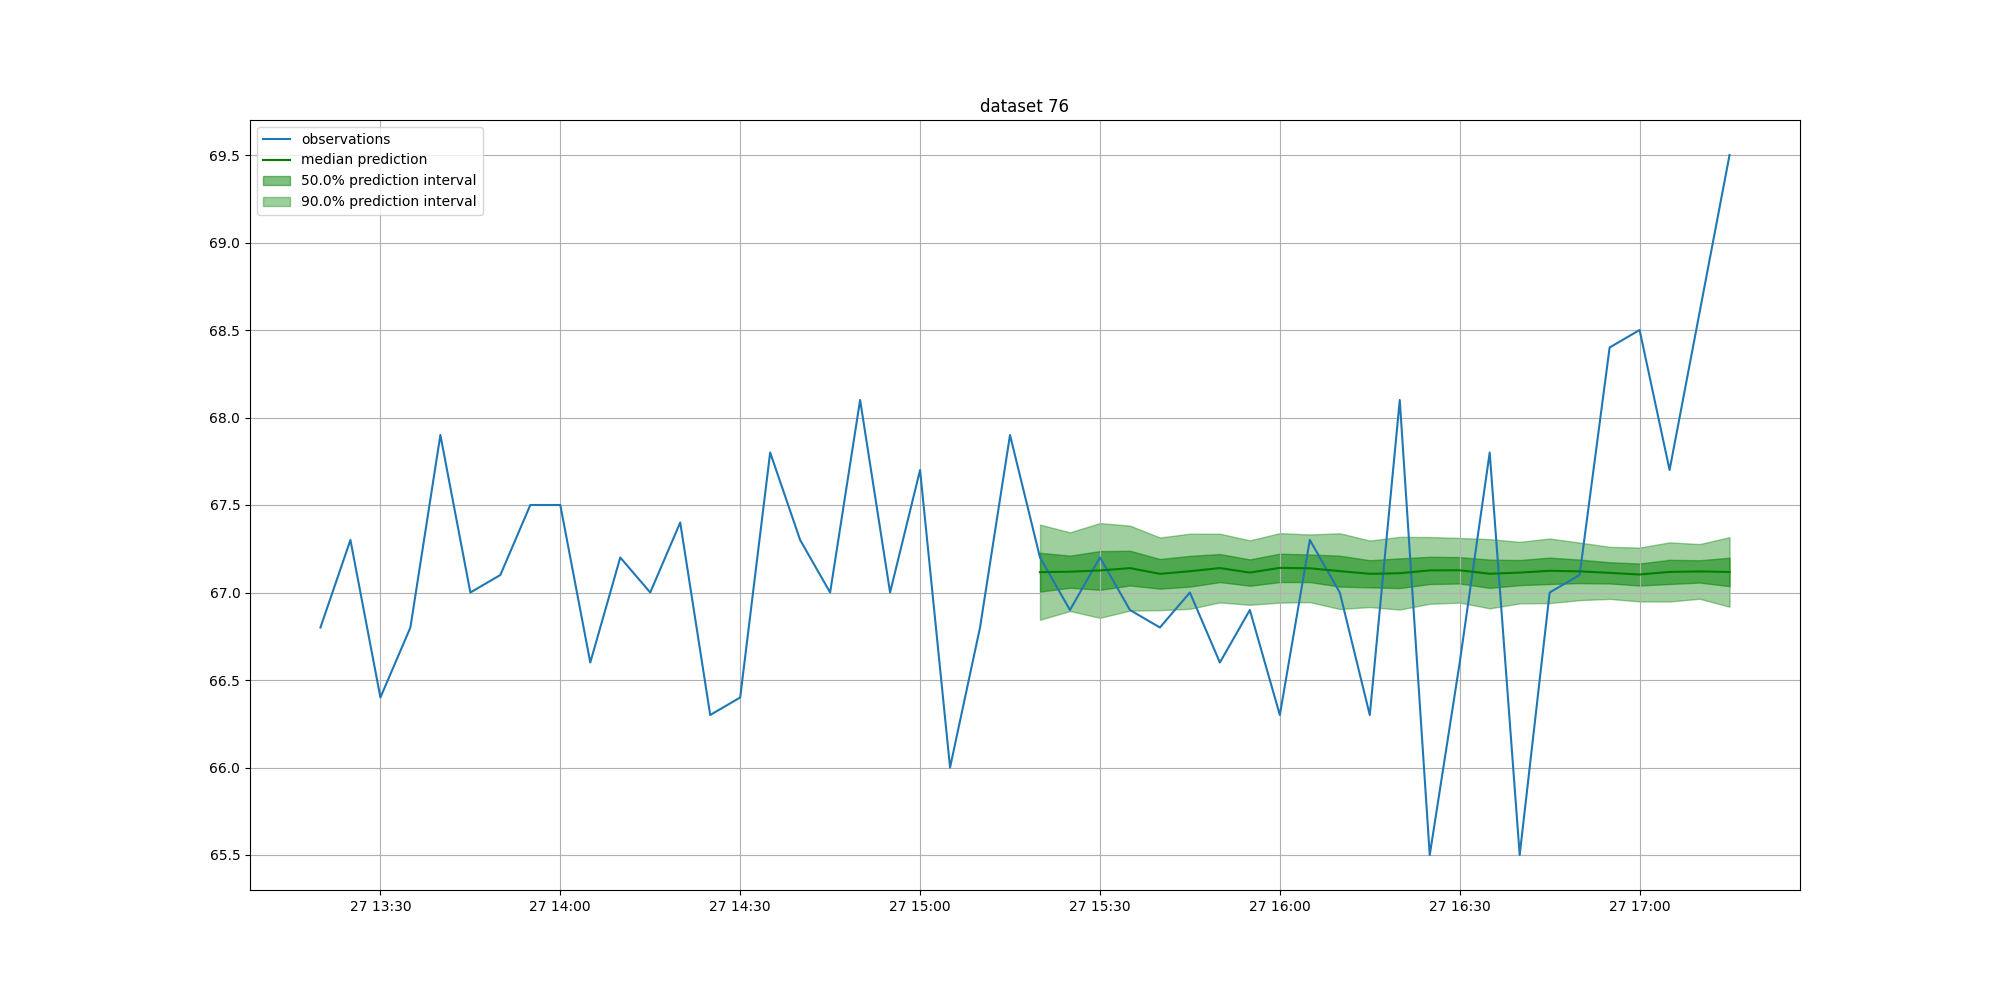 dataset 76
observations
median prediction
50.0% prediction interval
90.0% prediction interval
69.5
69.0
68.5
68.0
67.5
67.0
66.5
66.0
65.5
27 13:30 27 14:00 27 14:30 27 15:00 27 15:30 27 16:00 27 16:30 27 17:00